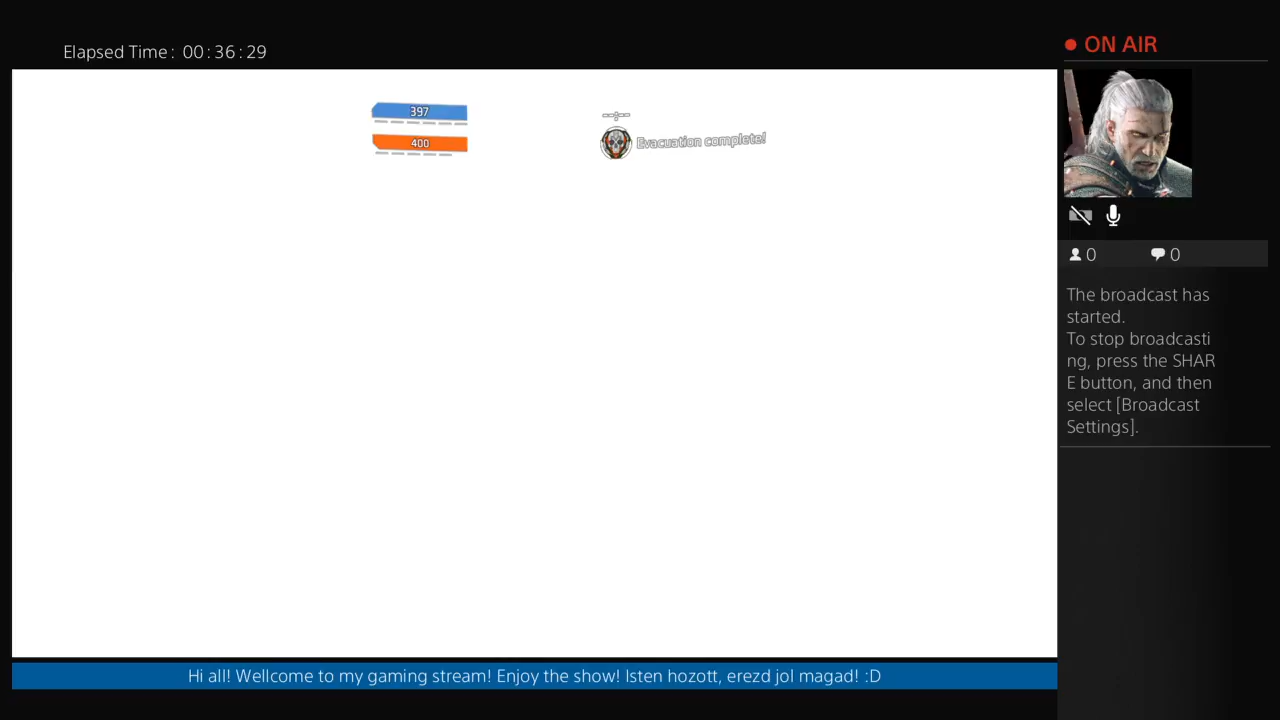 Elapsed Time: 00:36:29
ON AIR
397
400
--:--
Evacuation complete!
0 0
The broadcast has
started.
To stop broadcasti
ng, press the SHAR
E button, and then
select [Broadcast
Settings].
Hi all! Wellcome to my gaming stream! Enjoy the show! Isten hozott, erezd jol magad! :D